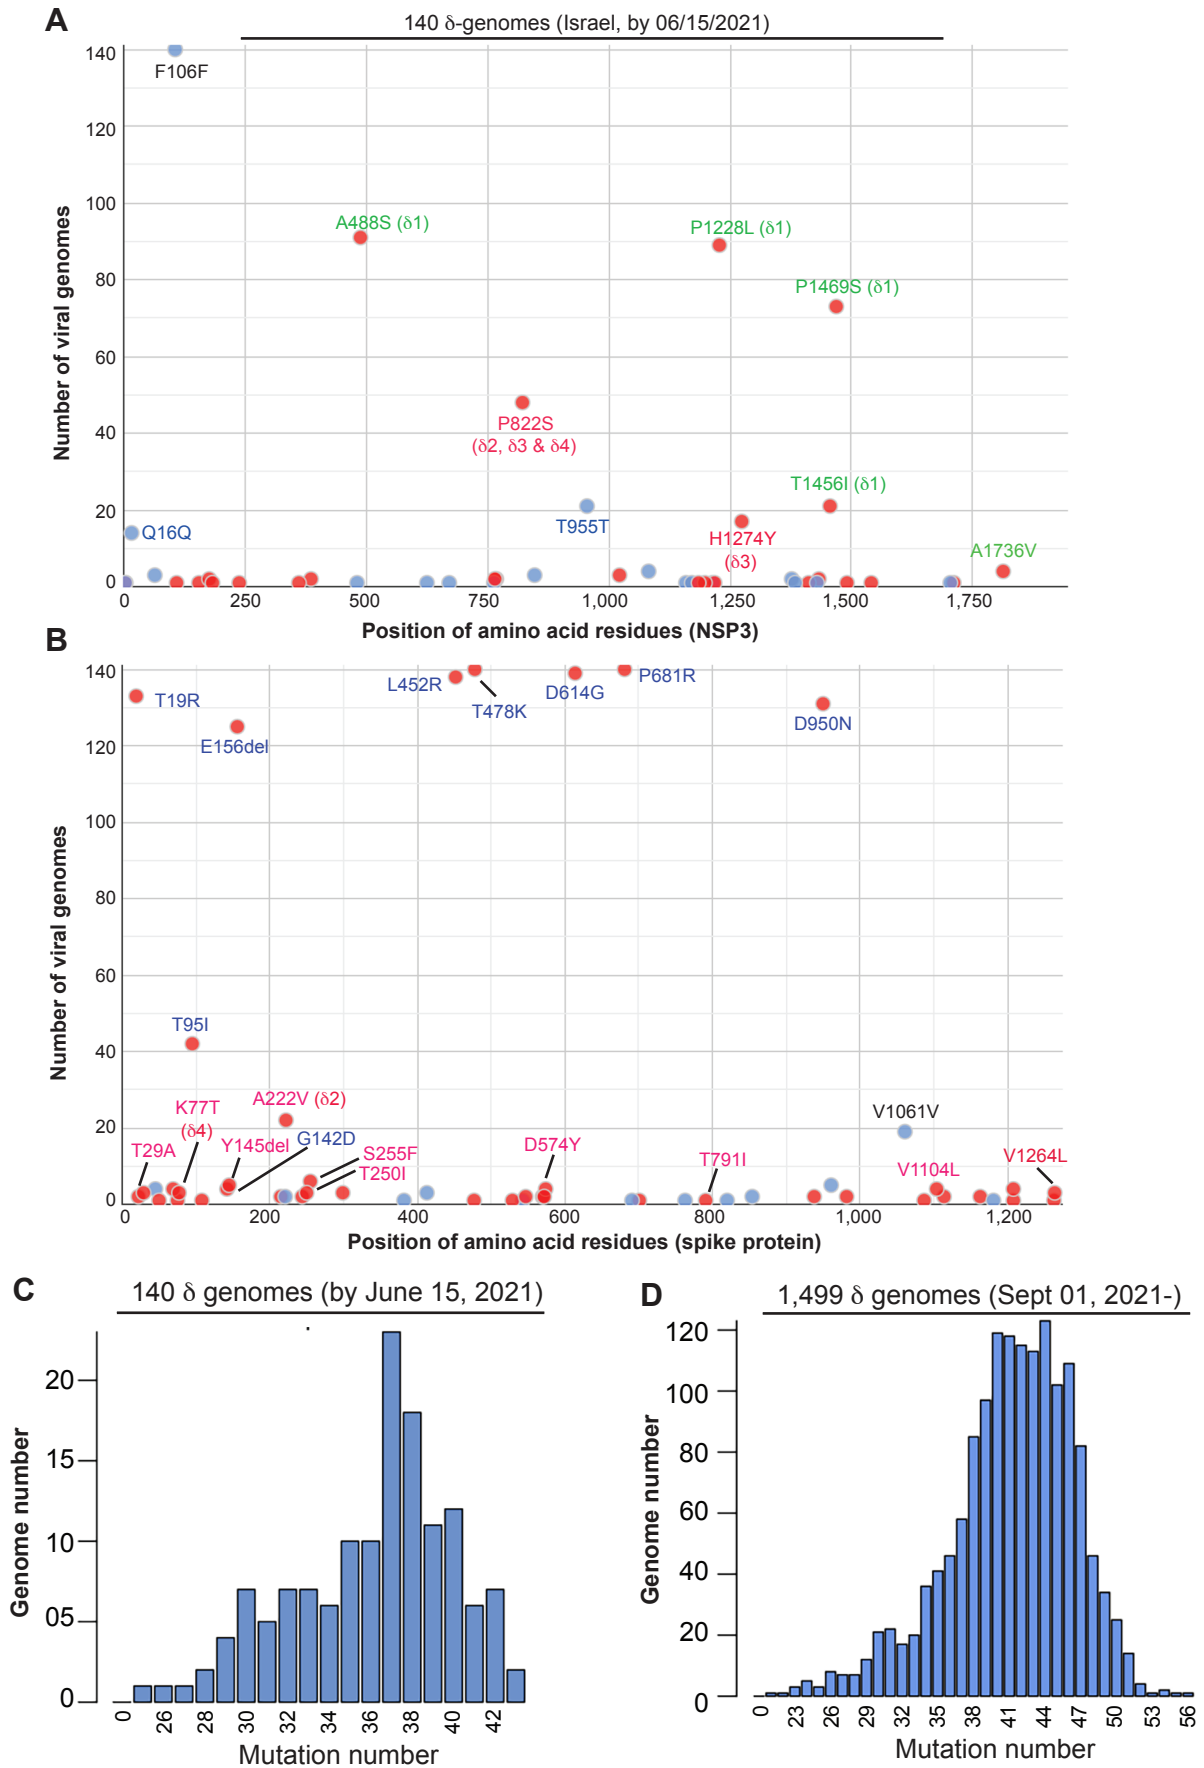 A
140 δ-genomes (Israel, by 06/15/2021)
140
F106F
120
100
A488S (δ1)
P1228L (δ1)
80
P1469S (δ1)
60
P822S
(δ2, δ3 & δ4)
40
T1456I (δ1)
20
Q16Q
T955T
H1274Y
(δ3)
A1736V
0
Number of viral genomes
0 250 500 750 1,000 1,250 1,500 1,750
Position of amino acid residues (NSP3)
B
140
T19R
L452R
T478K
D614G
P681R
E156del
D950N
120
100
80
60
T95I
40
K77T
(δ4)
A222V (δ2)
V1061V
20
T29A
Y145del
G142D
S255F
T250I
D574Y
T791I
V1104L
V1264L
0
Number of viral genomes
0 200 400 600 800 1,000 1,200
Position of amino acid residues (spike protein)
C
140 δ genomes (by June 15, 2021)
20
15
10
05
0
Genome number
0 26 28 30 32 34 36 38 40 42
Mutation number
D
1,499 δ genomes (Sept 01, 2021-)
120
100
80
60
40
20
0
Genome number
0 23 26 29 32 35 38 41 44 47 50 53 56
Mutation number